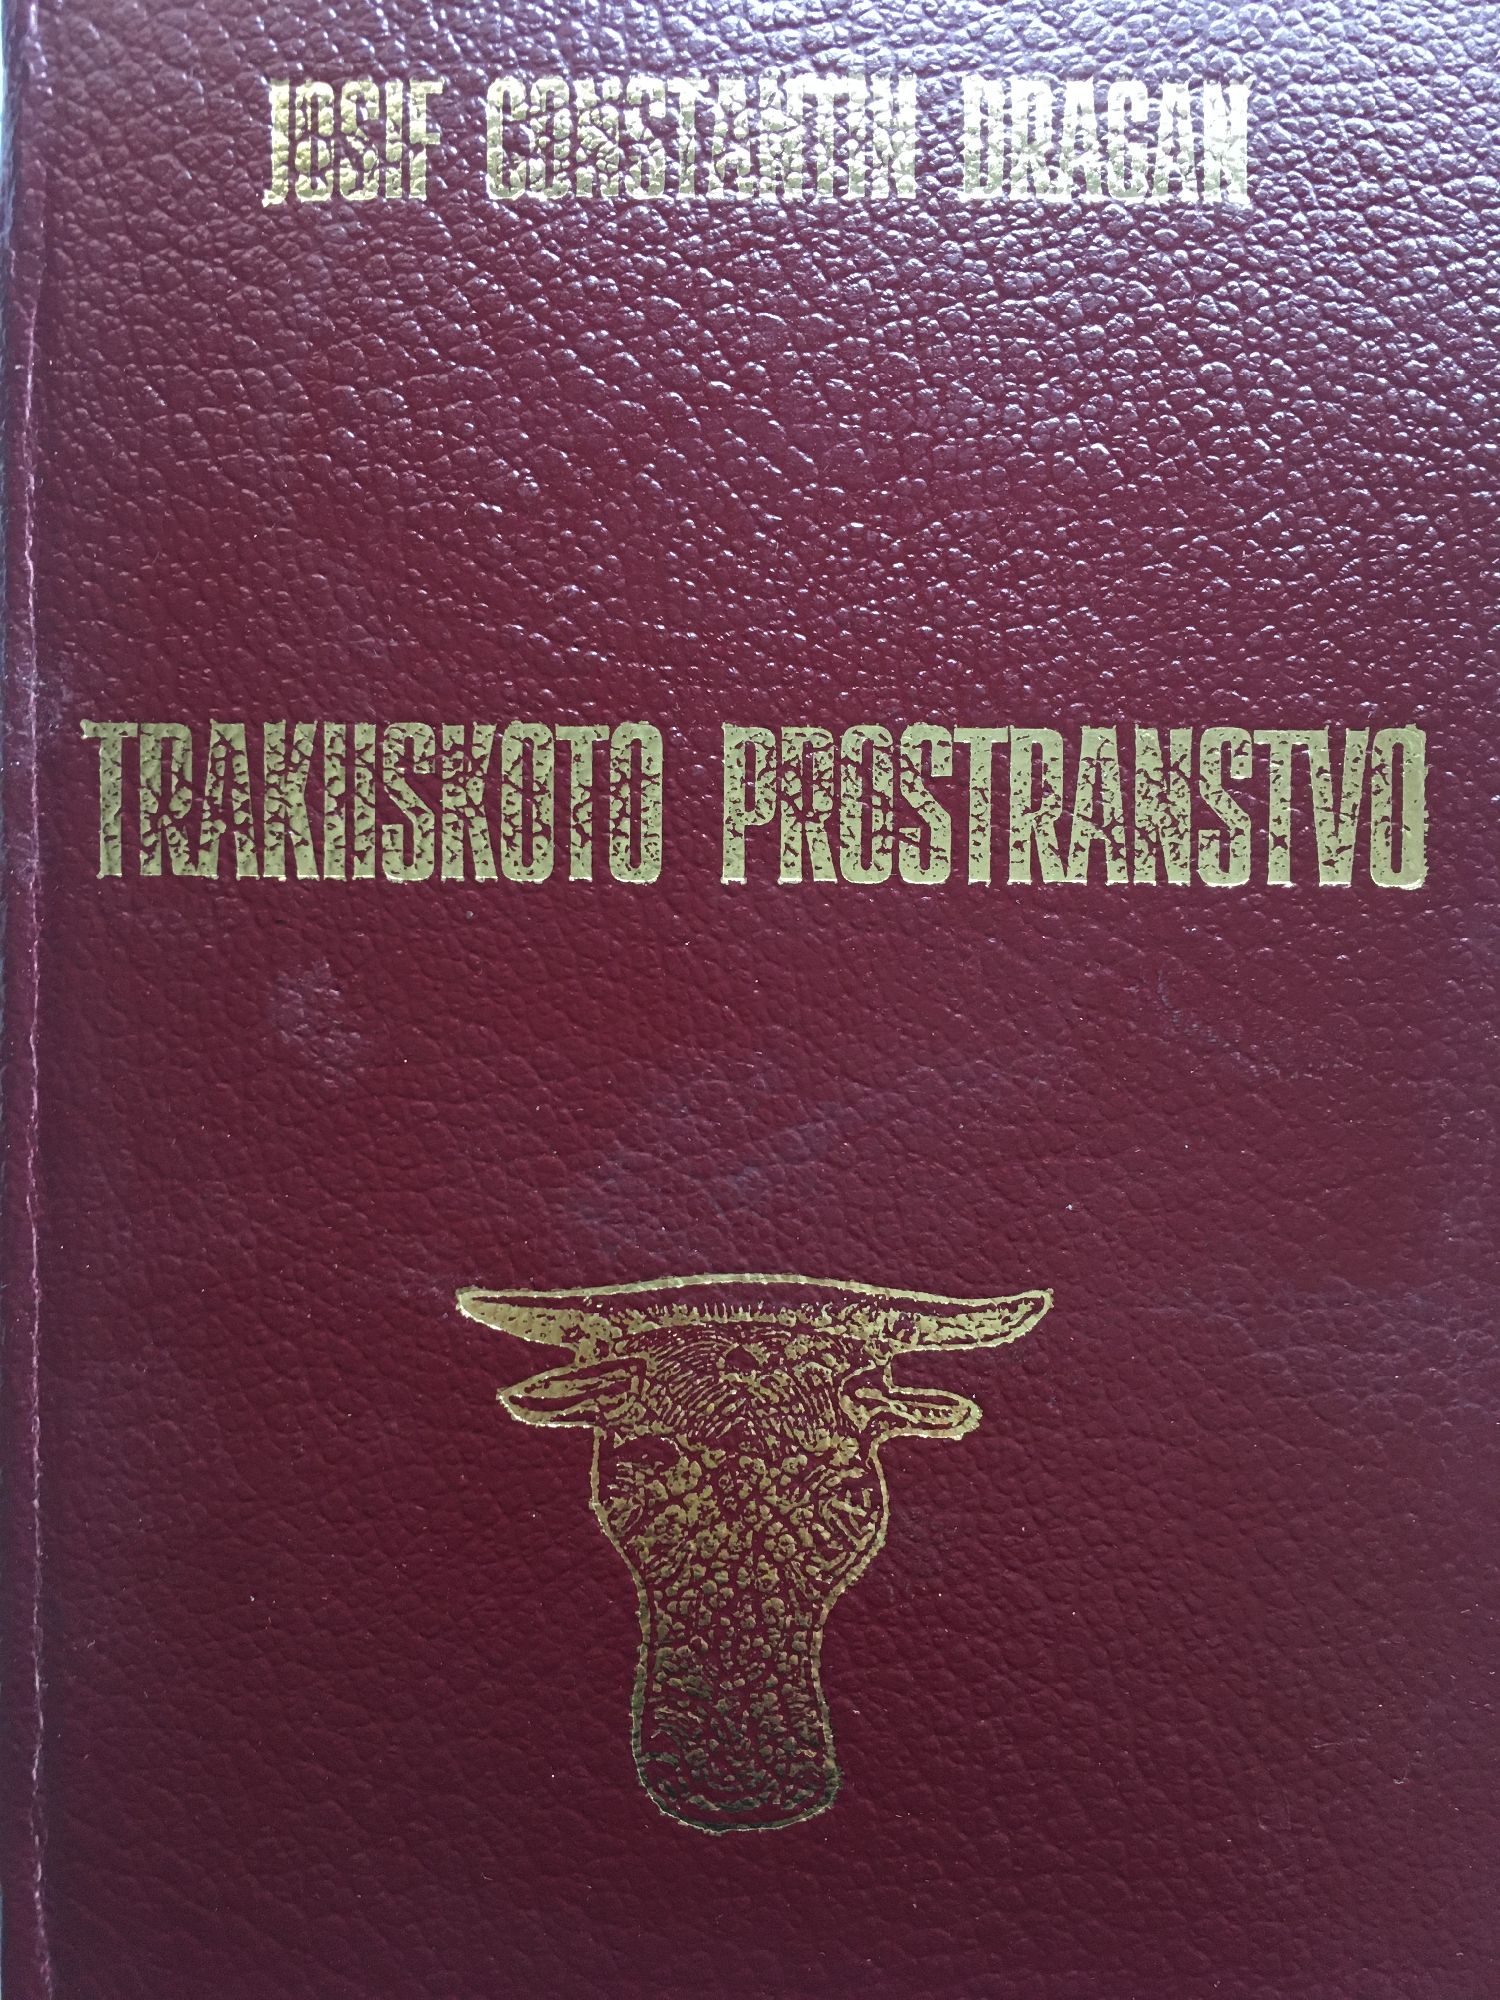 JOSIF CONSTANTIN DRAGAN
TRAKIISKOTO PROSTRANSTVO